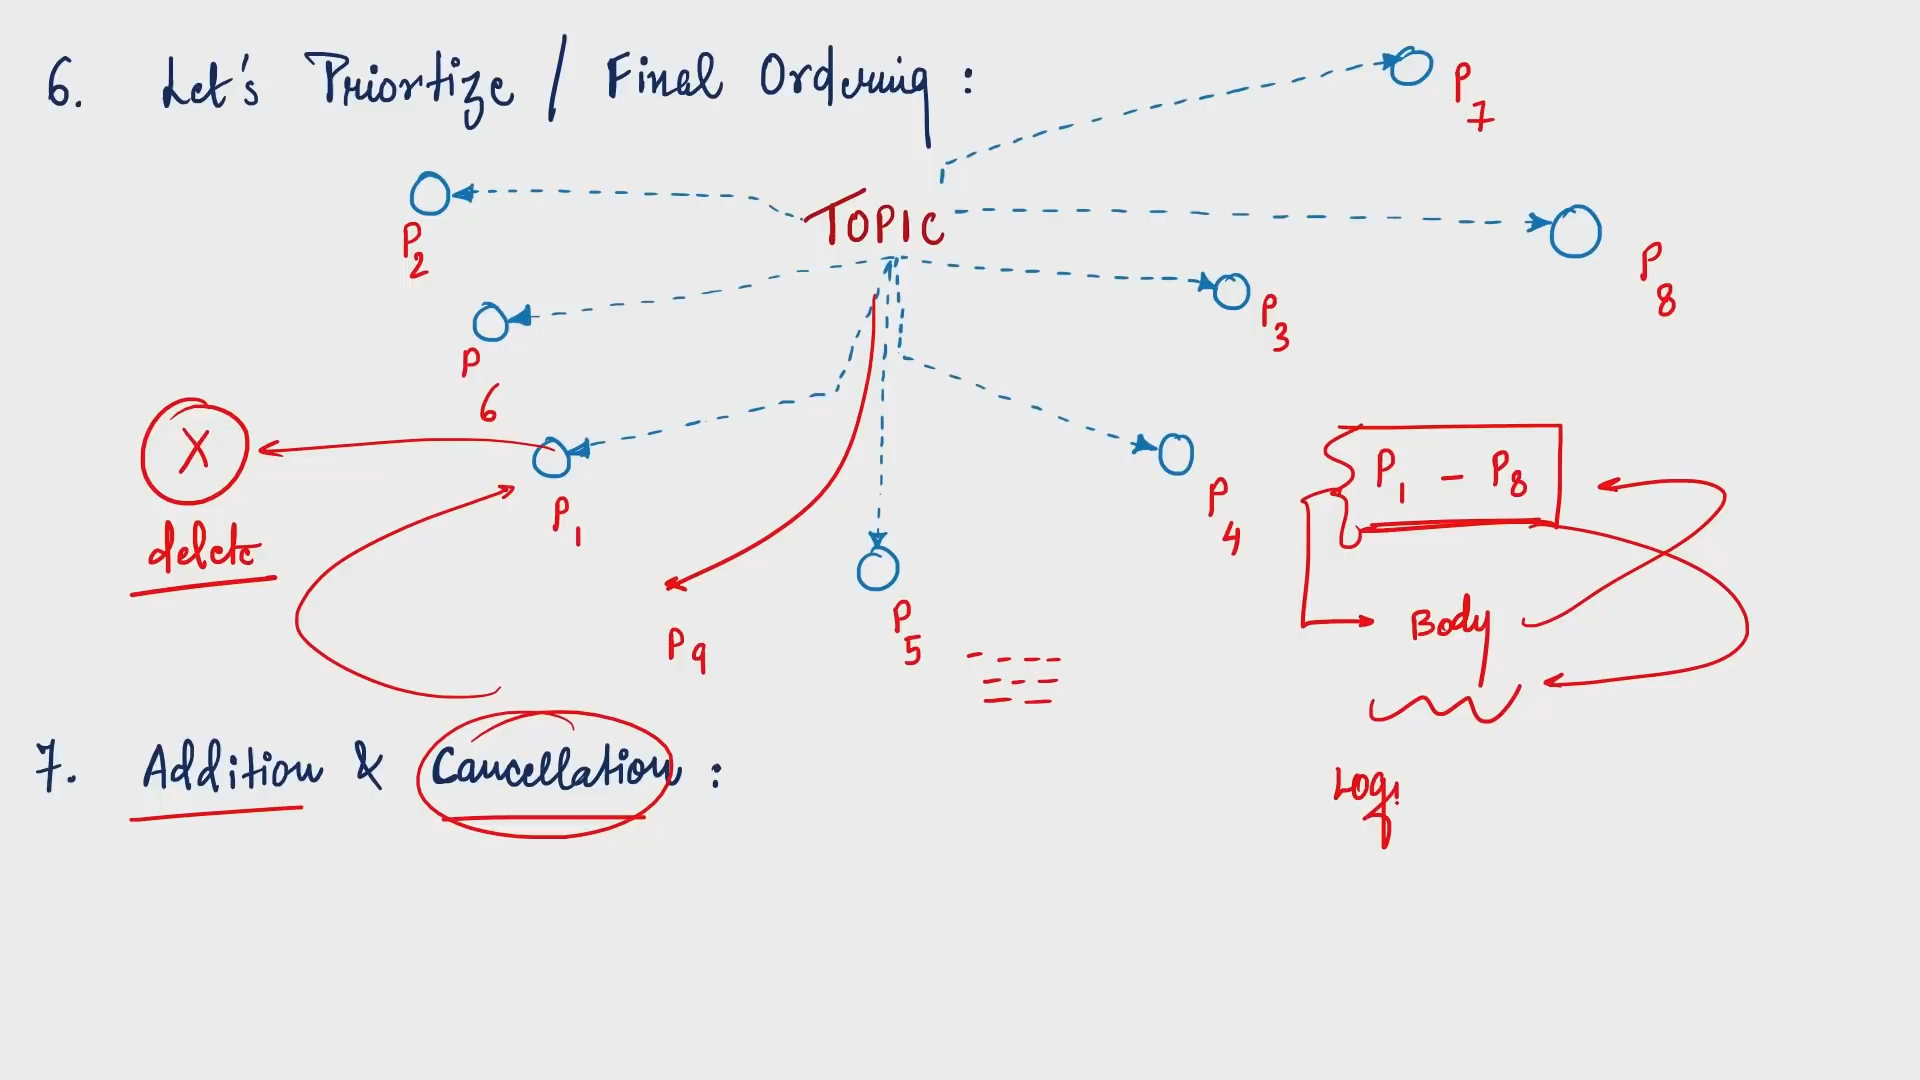 6. Let's Priortize / Final Ordering :
P7
P2
TOPIC
P8
P3
P6
X
delete
P1
P4
P1 - P8
P5
P9
Body
7. Addition & Cancellation :
Logi